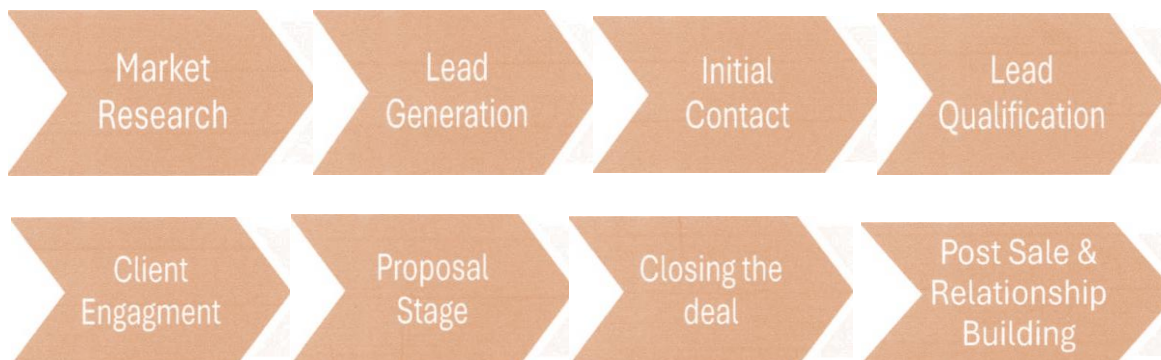 Market
Research
Lead
Generation
Initial
Contact
Lead
Qualification
Client
Engagment
Proposal
Stage
Closing the
deal
Post Sale &
Relationship
Building